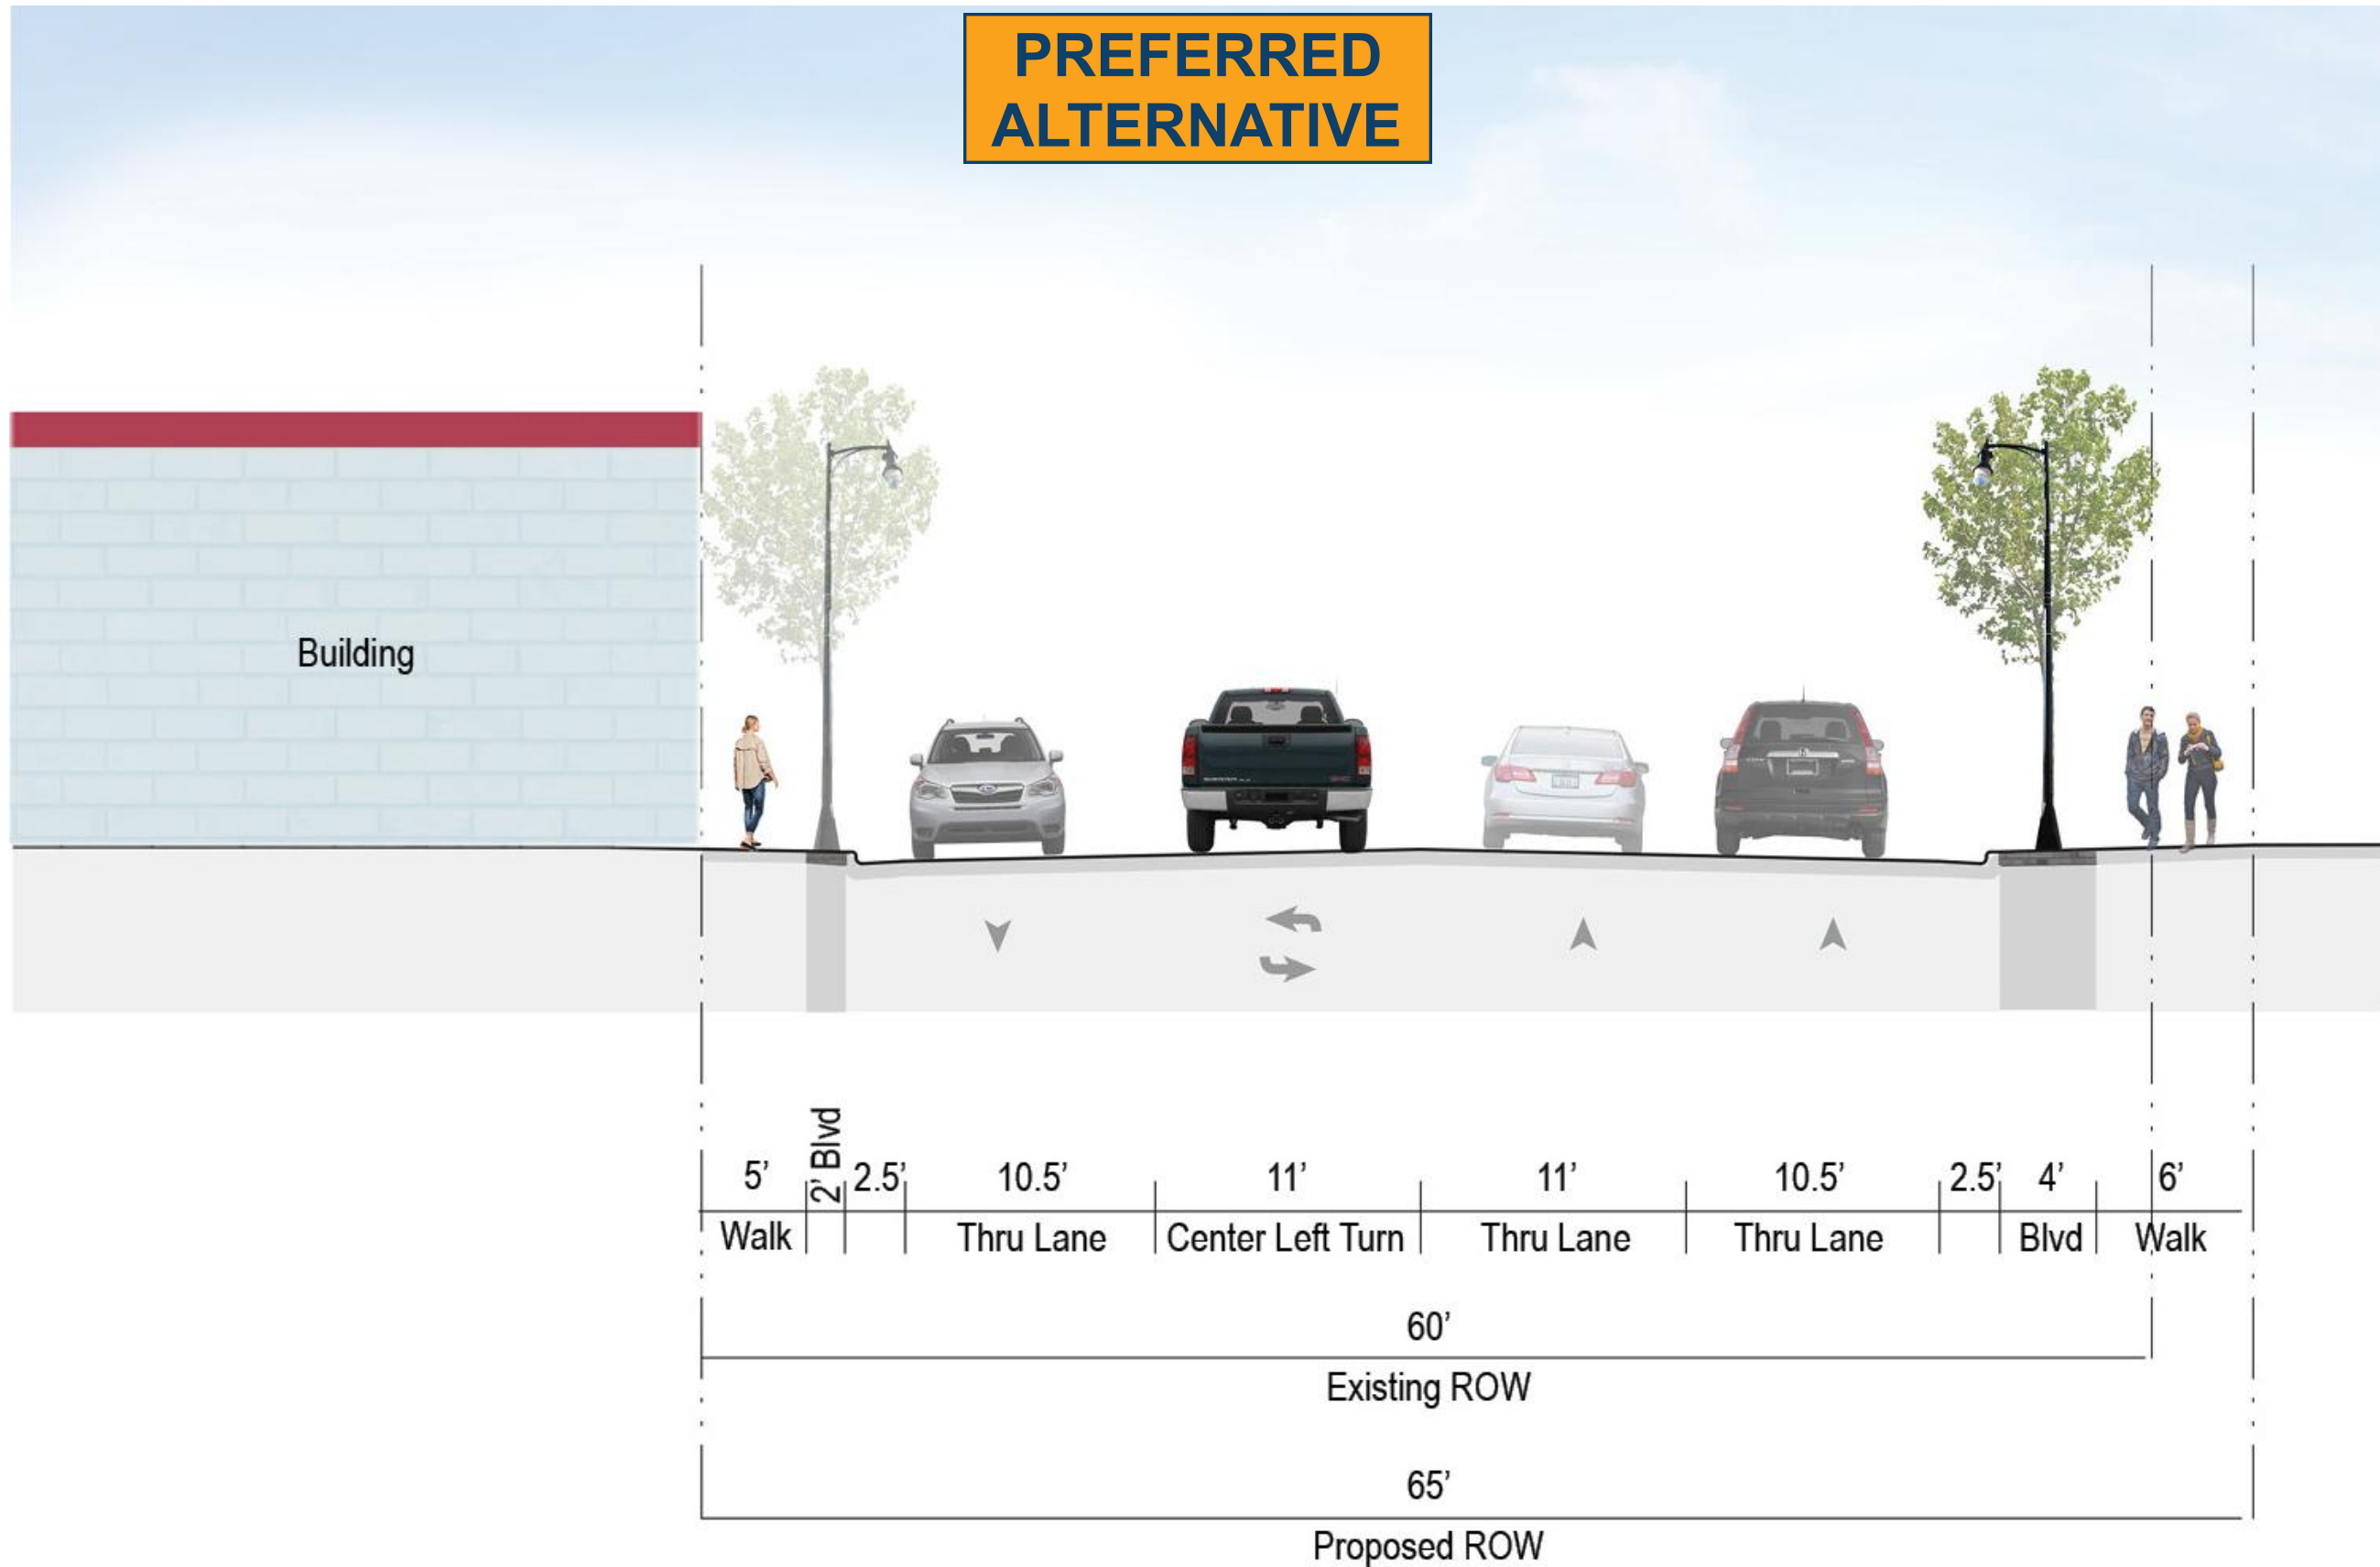 PREFERRED
ALTERNATIVE
Building
5’ 2’ Blvd 2.5’ 10.5’ 11’ 11’ 10.5’ 2.5’ 4’ 6’
Walk Thru Lane Center Left Turn Thru Lane Thru Lane Blvd Walk
60’
Existing ROW
65’
Proposed ROW